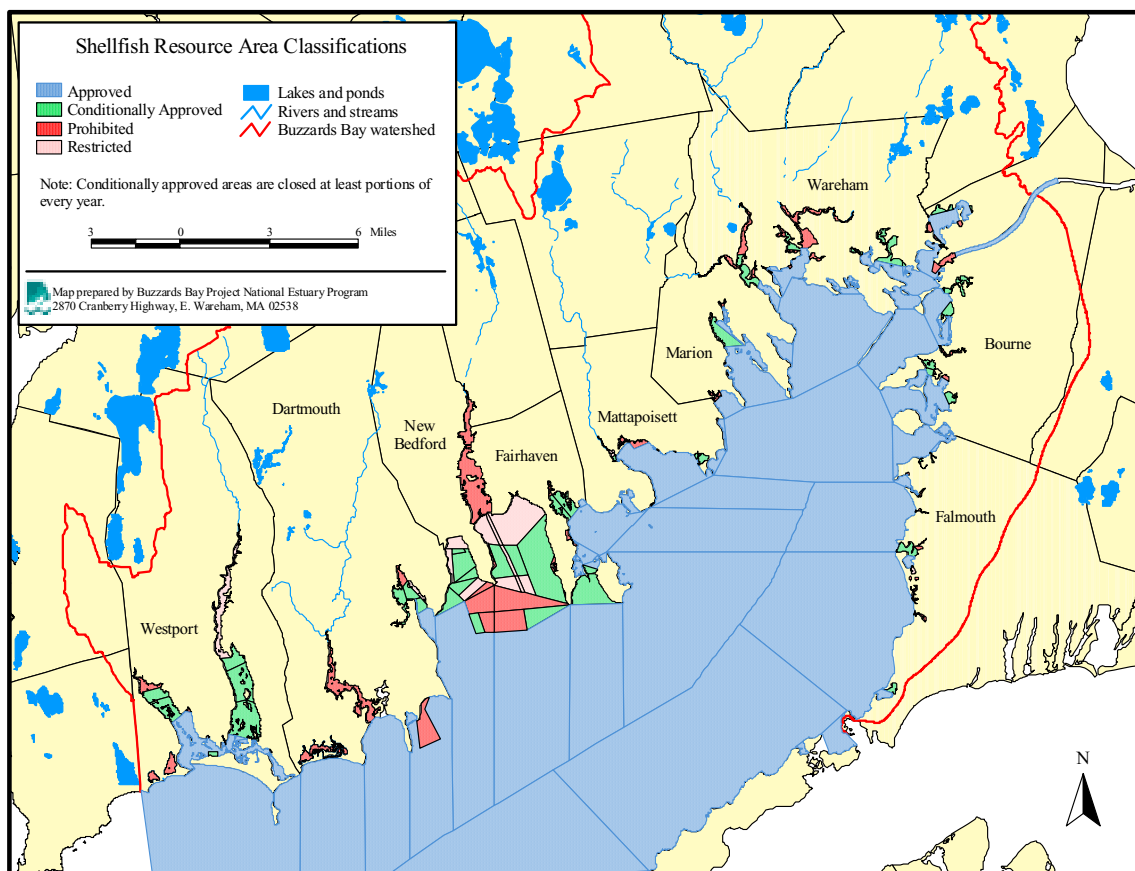 Shellfish Resource Area Classifications
Approved
Conditionally Approved
Prohibited
Restricted
Lakes and ponds
Rivers and streams
Buzzards Bay watershed
Note: Conditionally approved areas are closed at least portions of
every year.
3 0 3 6 Miles
Map prepared by Buzzards Bay Project National Estuary Program
2870 Cranberry Highway, E. Wareham, MA 02538
Wareham
Marion
Bourne
Dartmouth
New
Bedford
Mattapoisett
Fairhaven
Falmouth
Westport
N